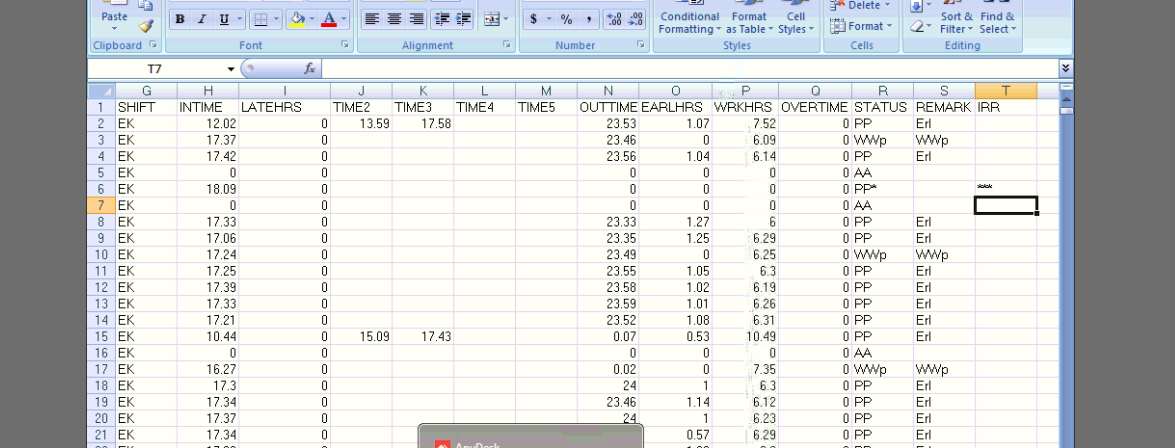 Delete
Paste B I U A $ % , .00 .00 Conditional Formatting Format as Table Cell Styles Format Sort & Filter Find & Select
Clipboard Font Alignment Number Styles Cells Editing
T7 fx
G H I J K L M N O P Q R S T
1 SHIFT INTIME LATEHRS TIME2 TIME3 TIME4 TIME5 OUTTIME EARLHRS WRKHRS OVERTIME STATUS REMARK IRR
2 EK 12.02 0 13.59 17.58 23.53 1.07 7.52 0 PP Erl
3 EK 17.37 0 23.46 0 6.09 0 WWp WWp
4 EK 17.42 0 23.56 1.04 6.14 0 PP Erl
5 EK 0 0 0 0 0 0 AA
6 EK 18.09 0 0 0 0 0 PP* ***
7 EK 0 0 0 0 0 0 AA
8 EK 17.33 0 23.33 1.27 6 0 PP Erl
9 EK 17.06 0 23.35 1.25 6.29 0 PP Erl
10 EK 17.24 0 23.49 0 6.25 0 WWp WWp
11 EK 17.25 0 23.55 1.05 6.3 0 PP Erl
12 EK 17.39 0 23.58 1.02 6.19 0 PP Erl
13 EK 17.33 0 23.59 1.01 6.26 0 PP Erl
14 EK 17.21 0 23.52 1.08 6.31 0 PP Erl
15 EK 10.44 0 15.09 17.43 0.07 0.53 10.49 0 PP Erl
16 EK 0 0 0 0 0 0 AA
17 EK 16.27 0 0.02 0 7.35 0 WWp WWp
18 EK 17.3 0 24 1 6.3 0 PP Erl
19 EK 17.34 0 23.46 1.14 6.12 0 PP Erl
20 EK 17.37 0 24 1 6.23 0 PP Erl
21 EK 17.34 0 0.57 6.29 0 PP Erl
AnyDesk